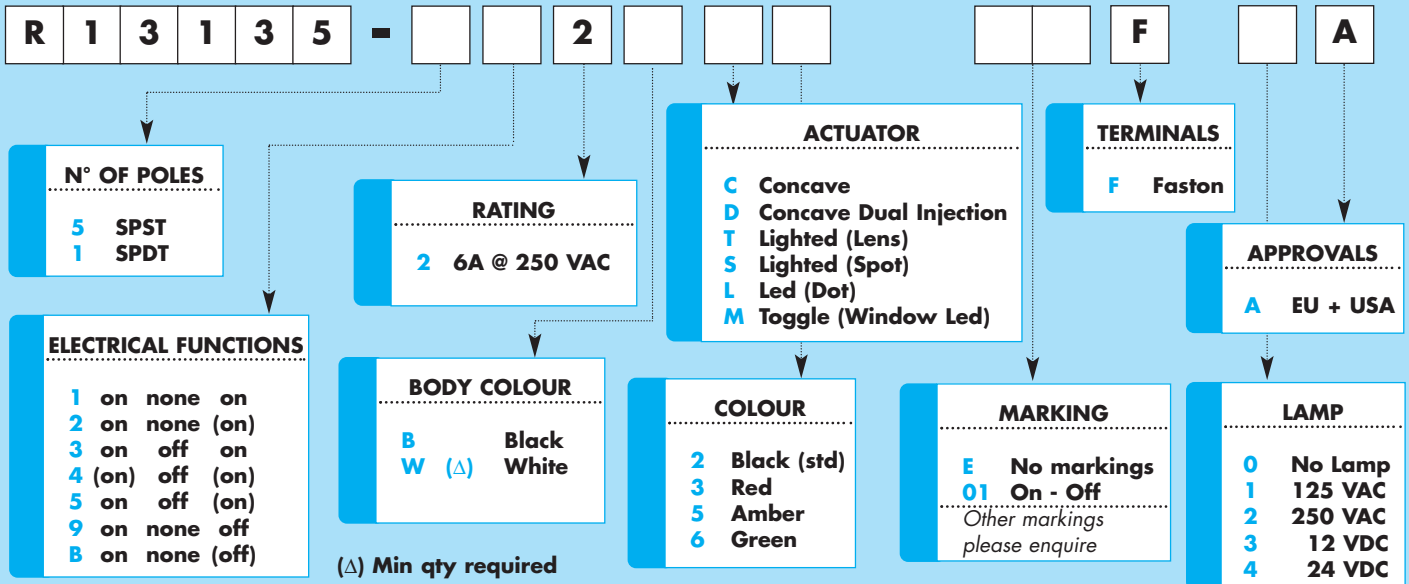 R 1 3 1 3 5 - 2 F A
N° OF POLES
5 SPST
1 SPDT
ELECTRICAL FUNCTIONS
1 on none on
2 on none (on)
3 on off on
4 (on) off (on)
5 on off (on)
9 on none off
B on none (off)
RATING
2 6A @ 250 VAC
BODY COLOUR
B Black
W (Δ) White
(Δ) Min qty required
ACTUATOR
C Concave
D Concave Dual Injection
T Lighted (Lens)
S Lighted (Spot)
L Led (Dot)
M Toggle (Window Led)
COLOUR
2 Black (std)
3 Red
5 Amber
6 Green
MARKING
E No markings
01 On - Off
Other markings
please enquire
TERMINALS
F Faston
APPROVALS
A EU + USA
LAMP
0 No Lamp
1 125 VAC
2 250 VAC
3 12 VDC
4 24 VDC